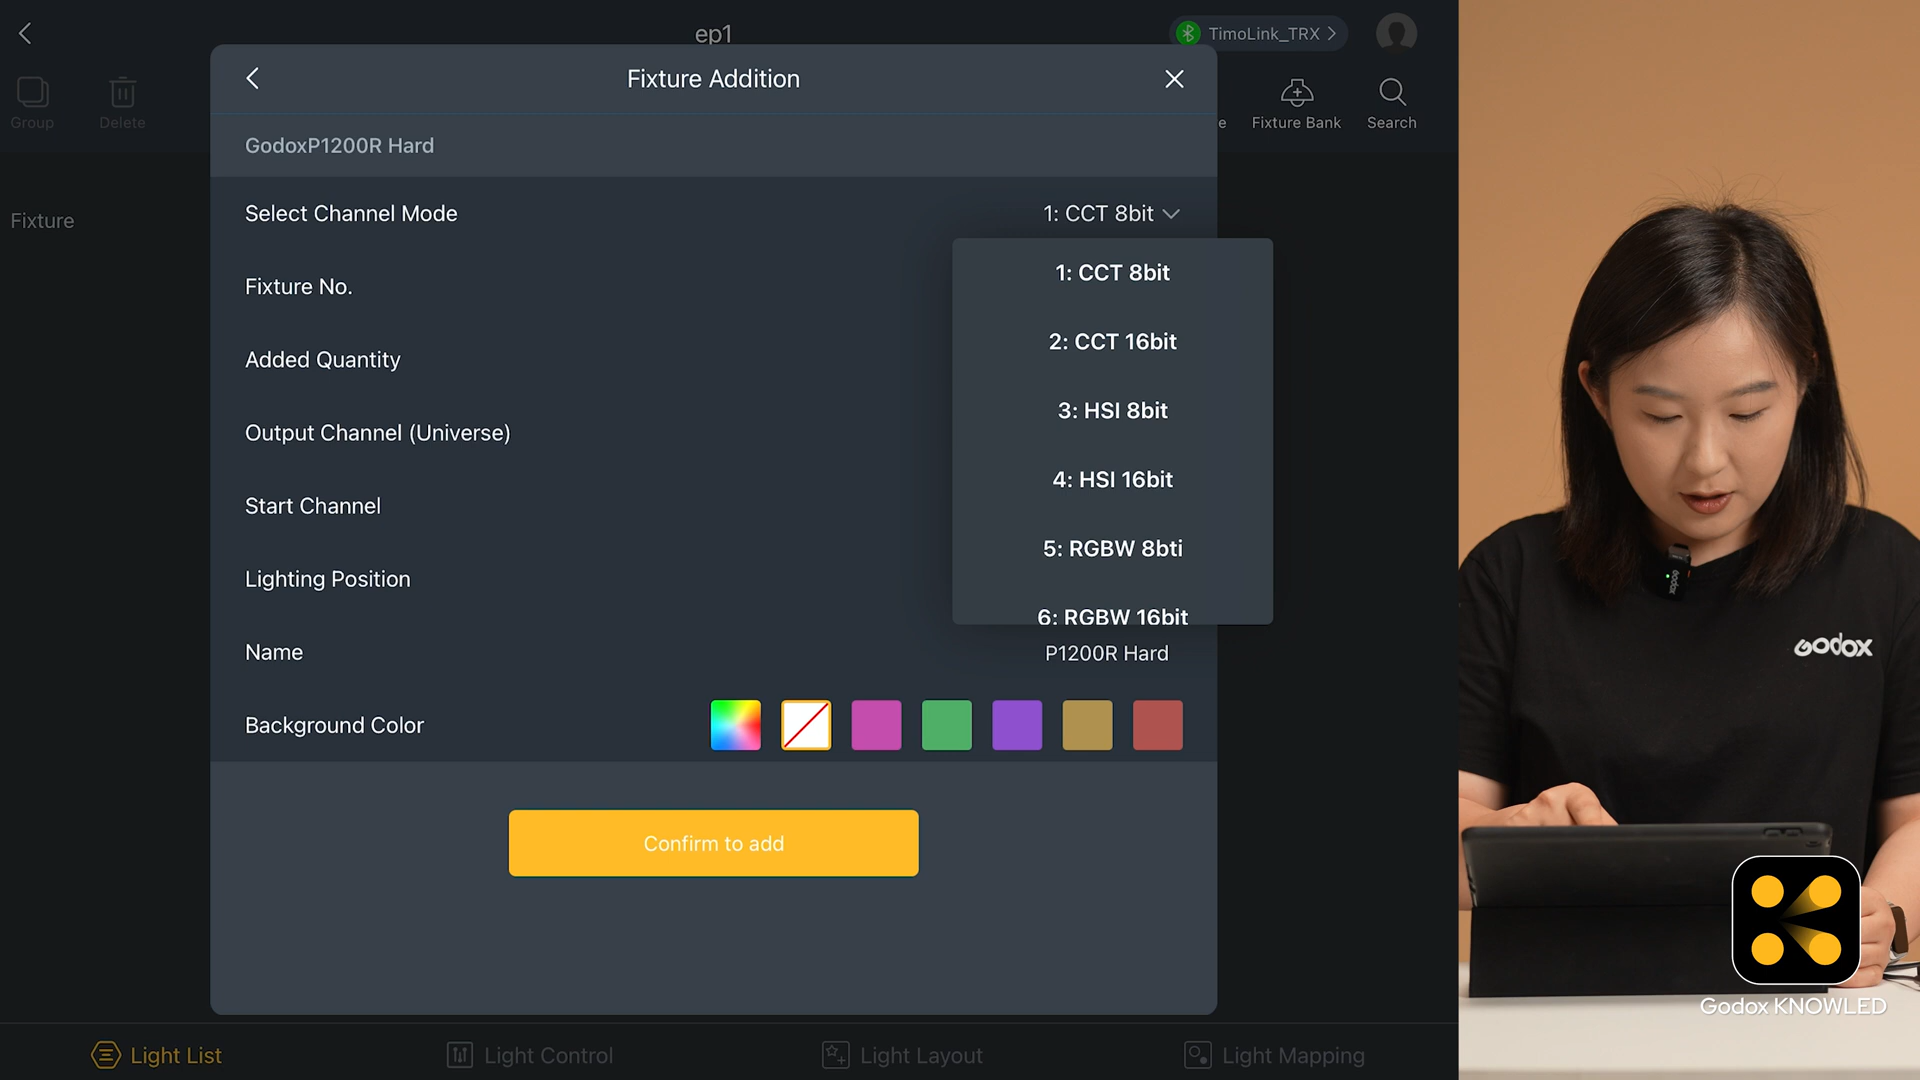 ep1
TimoLink_TRX
Group
Delete
e
Fixture Bank
Search
Fixture Addition
GodoxP1200R Hard
Fixture
Select Channel Mode
1: CCT 8bit
1: CCT 8bit
Fixture No.
2: CCT 16bit
Added Quantity
3: HSI 8bit
Output Channel (Universe)
4: HSI 16bit
Start Channel
5: RGBW 8bti
Lighting Position
6: RGBW 16bit
Name
P1200R Hard
Background Color
Confirm to add
Light List
Light Control
Light Layout
Light Mapping
Godox
Godox
Godox KNOWLED